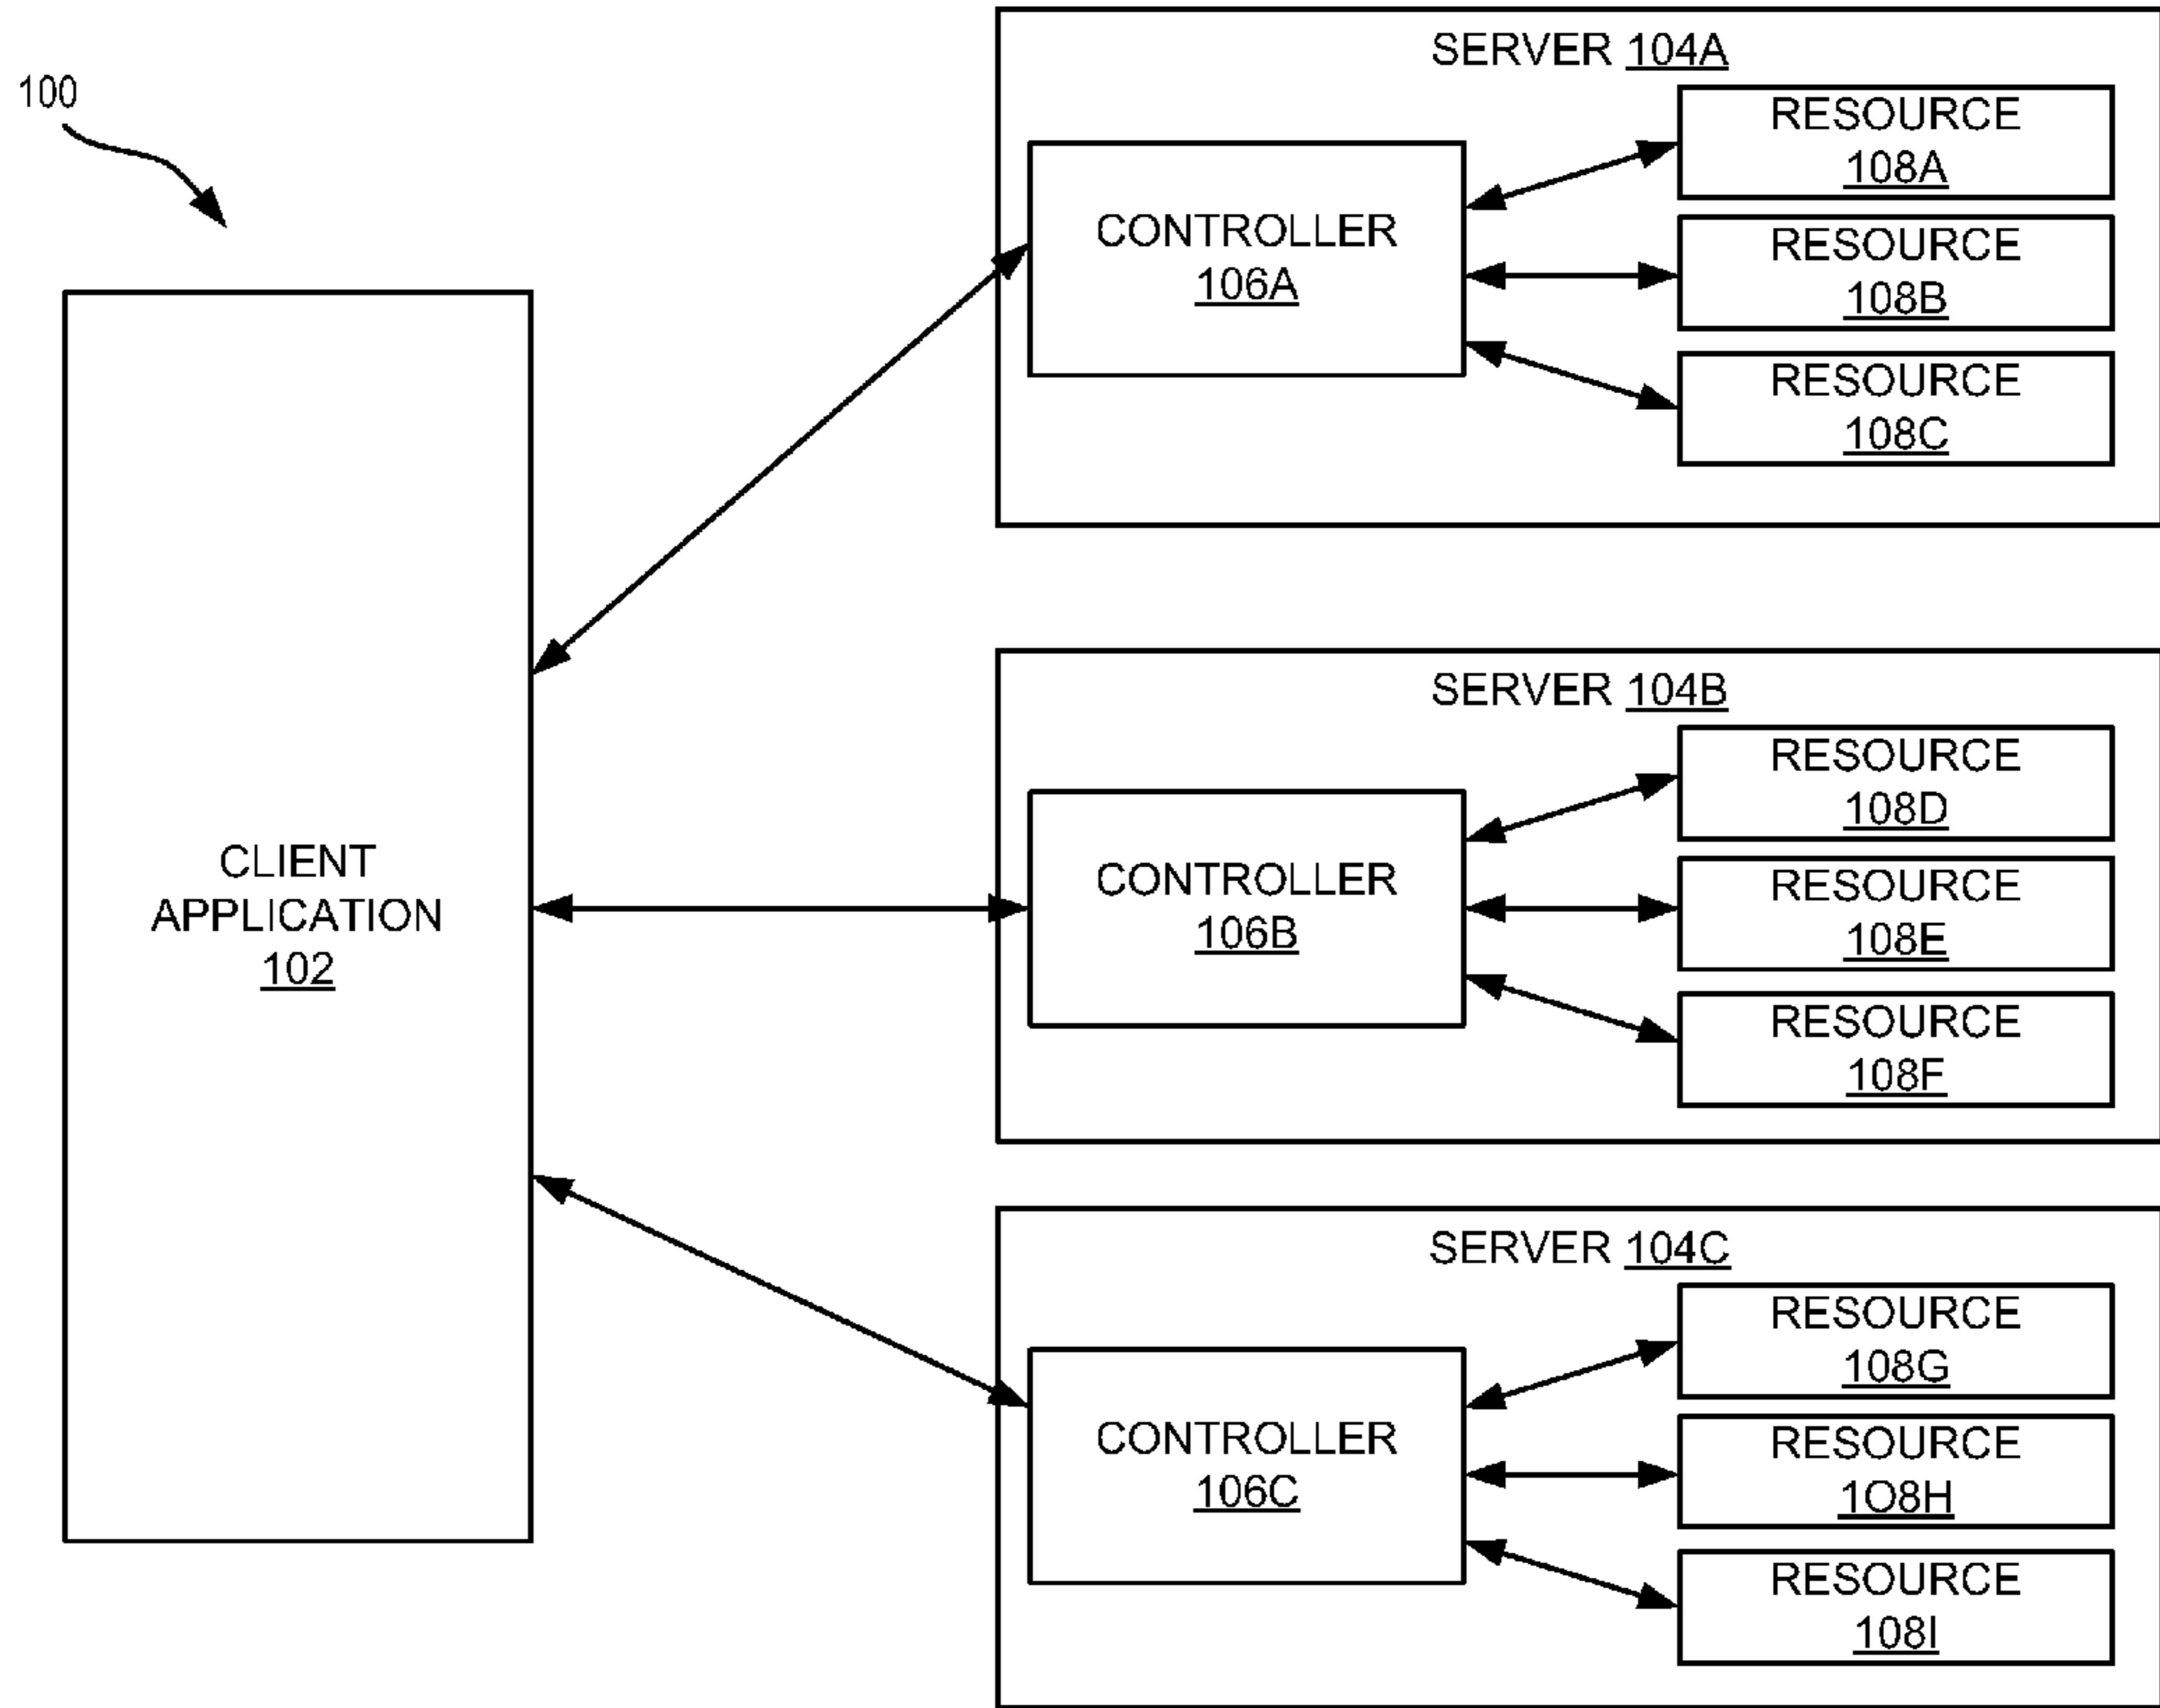 100
CLIENT
APPLICATION
102
SERVER 104A
CONTROLLER
106A
RESOURCE
108A
RESOURCE
108B
RESOURCE
108C
SERVER 104B
CONTROLLER
106B
RESOURCE
108D
RESOURCE
108E
RESOURCE
108F
SERVER 104C
CONTROLLER
106C
RESOURCE
108G
RESOURCE
1O8H
RESOURCE
108I